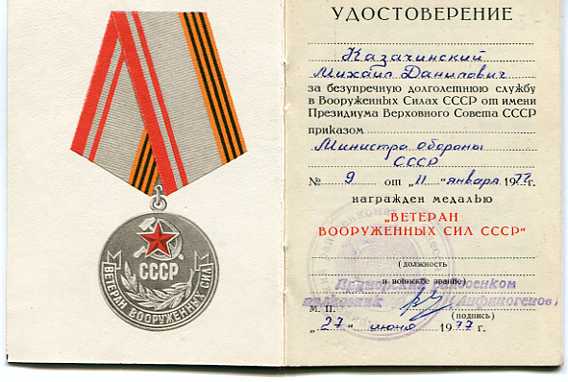 СССР
ВЕТЕРАН ВООРУЖЕННЫХ СИЛ
УДОСТОВЕРЕНИЕ
Казачинский
Михаил Данилович
за безупречную долголетнюю службу
в Вооруженных Силах СССР от имени
Президиума Верховного Совета СССР
приказом
Министра обороны
СССР
№ 9 от „11„ января 1977г.
награжден медалью
„ВЕТЕРАН
ВООРУЖЕННЫХ СИЛ СССР“
(должность
и воинское звание)
полковник (Анфиногенов)
М. П. (подпись)
„27„ июня 1977 г.